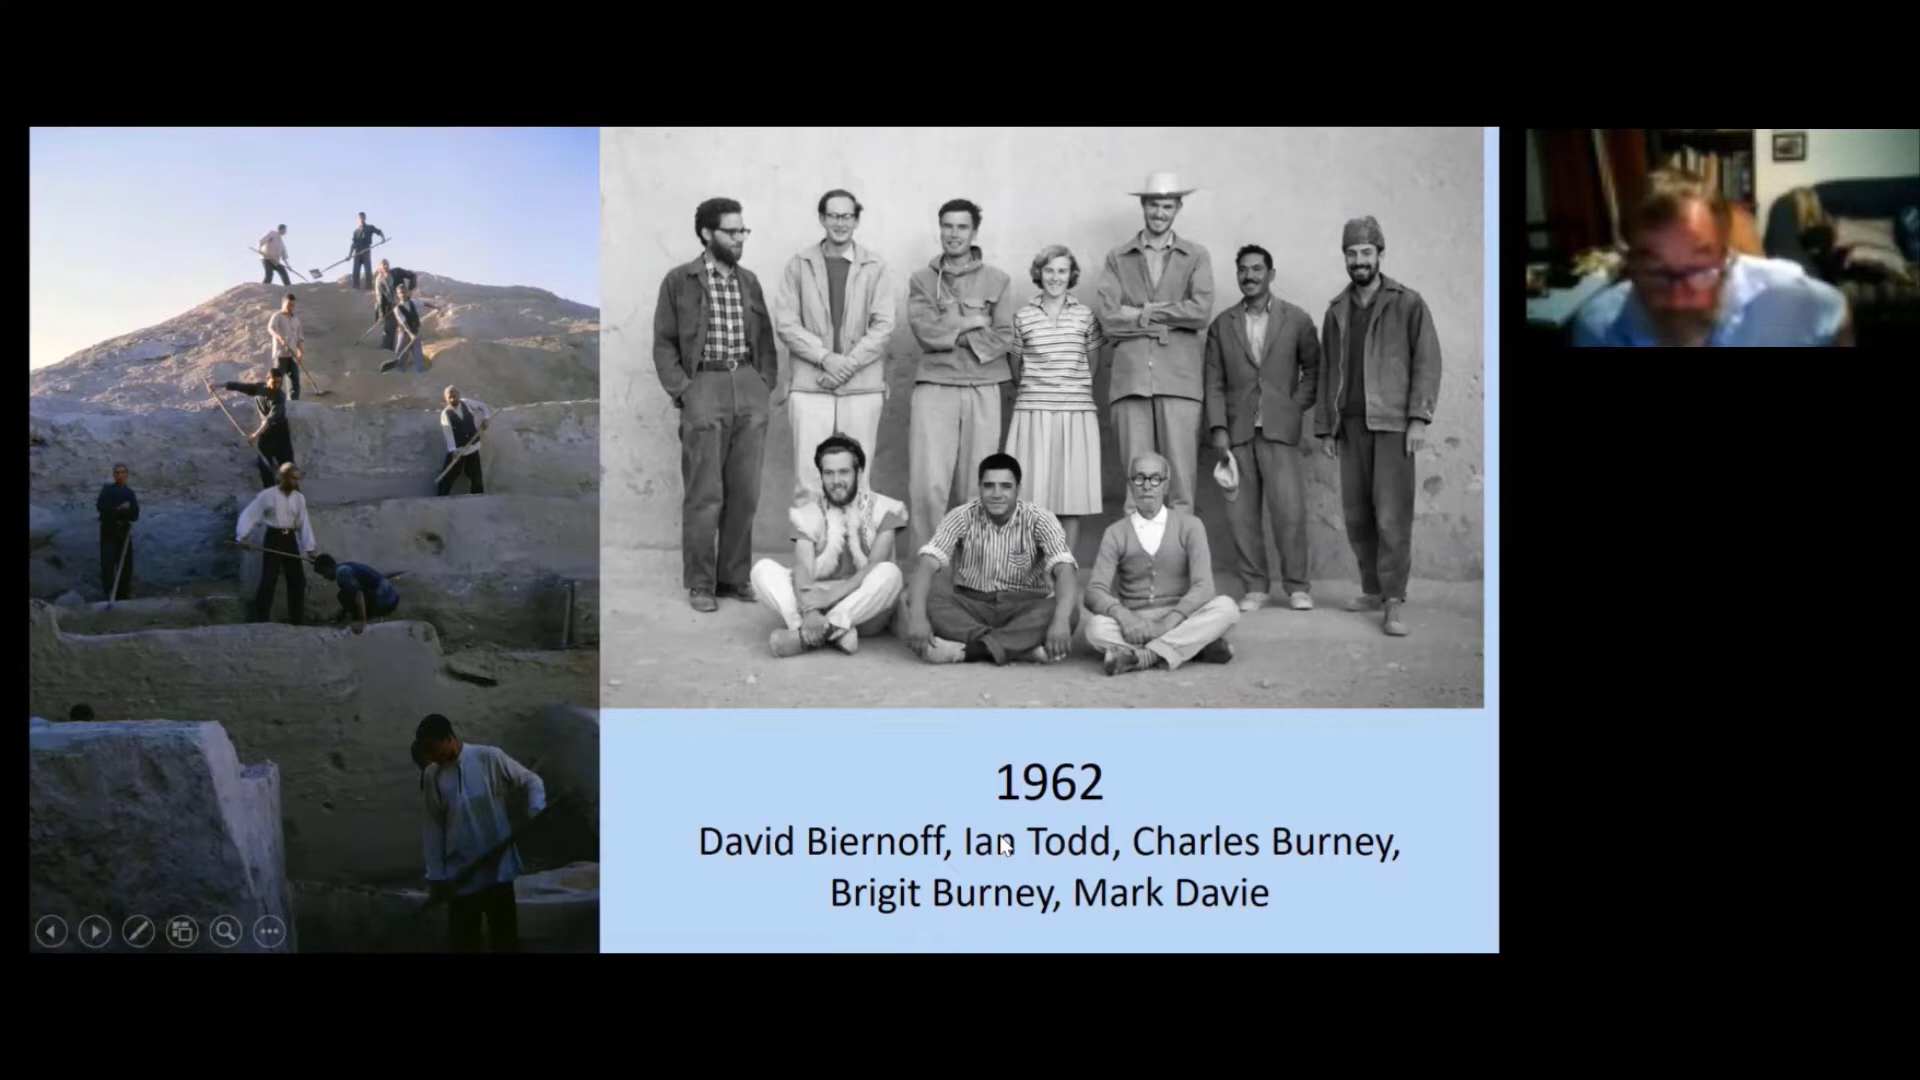 1962
David Biernoff, Ian Todd, Charles Burney,
Brigit Burney, Mark Davie